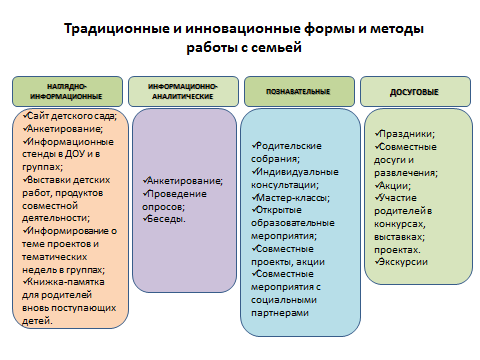 Традиционные и инновационные формы и методы
работы с семьей
НАГЛЯДНО-
ИНФОРМАЦИОННЫЕ
✓Сайт детского сада;
✓Анкетирование;
✓Информационные
стенды в ДОУ и в
группах;
✓Выставки детских
работ, продуктов
совместной
деятельности;
✓Информирование о
теме проектов и
тематических
недель в группах;
✓Книжка-памятка
для родителей
вновь поступающих
детей.
ИНФОРМАЦИОННО-
АНАЛИТИЧЕСКИЕ
✓Анкетирование;
✓Проведение
опросов;
✓Беседы.
ПОЗНАВАТЕЛЬНЫЕ
✓Родительские
собрания;
✓Индивидуальные
консультации;
✓Мастер-классы;
✓Открытые
образовательные
мероприятия;
✓Совместные
проекты, акции
✓Совместные
мероприятия с
социальными
партнерами
ДОСУГОВЫЕ
✓Праздники;
✓Совместные
досуги и
развлечения;
✓Акции;
✓Участие
родителей в
конкурсах,
выставках;
проектах.
✓Экскурсии